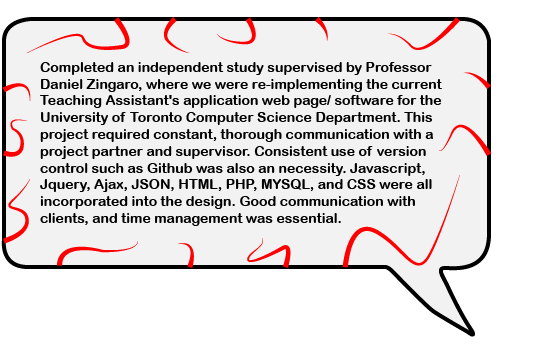 Completed an independent study supervised by Professor
Daniel Zingaro, where we were re-implementing the current
Teaching Assistant's application web page/ software for the
University of Toronto Computer Science Department. This
project required constant, thorough communication with a
project partner and supervisor. Consistent use of version
control such as Github was also an necessity. Javascript,
Jquery, Ajax, JSON, HTML, PHP, MYSQL, and CSS were all
incorporated into the design. Good communication with
clients, and time management was essential.